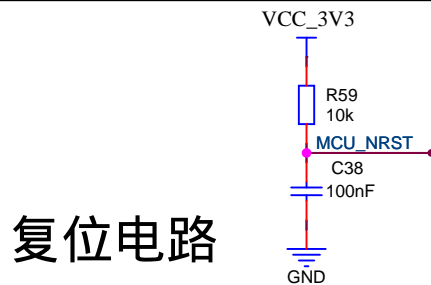 VCC_3V3
R59
10k
MCU_NRST
C38
100nF
复位电路
GND